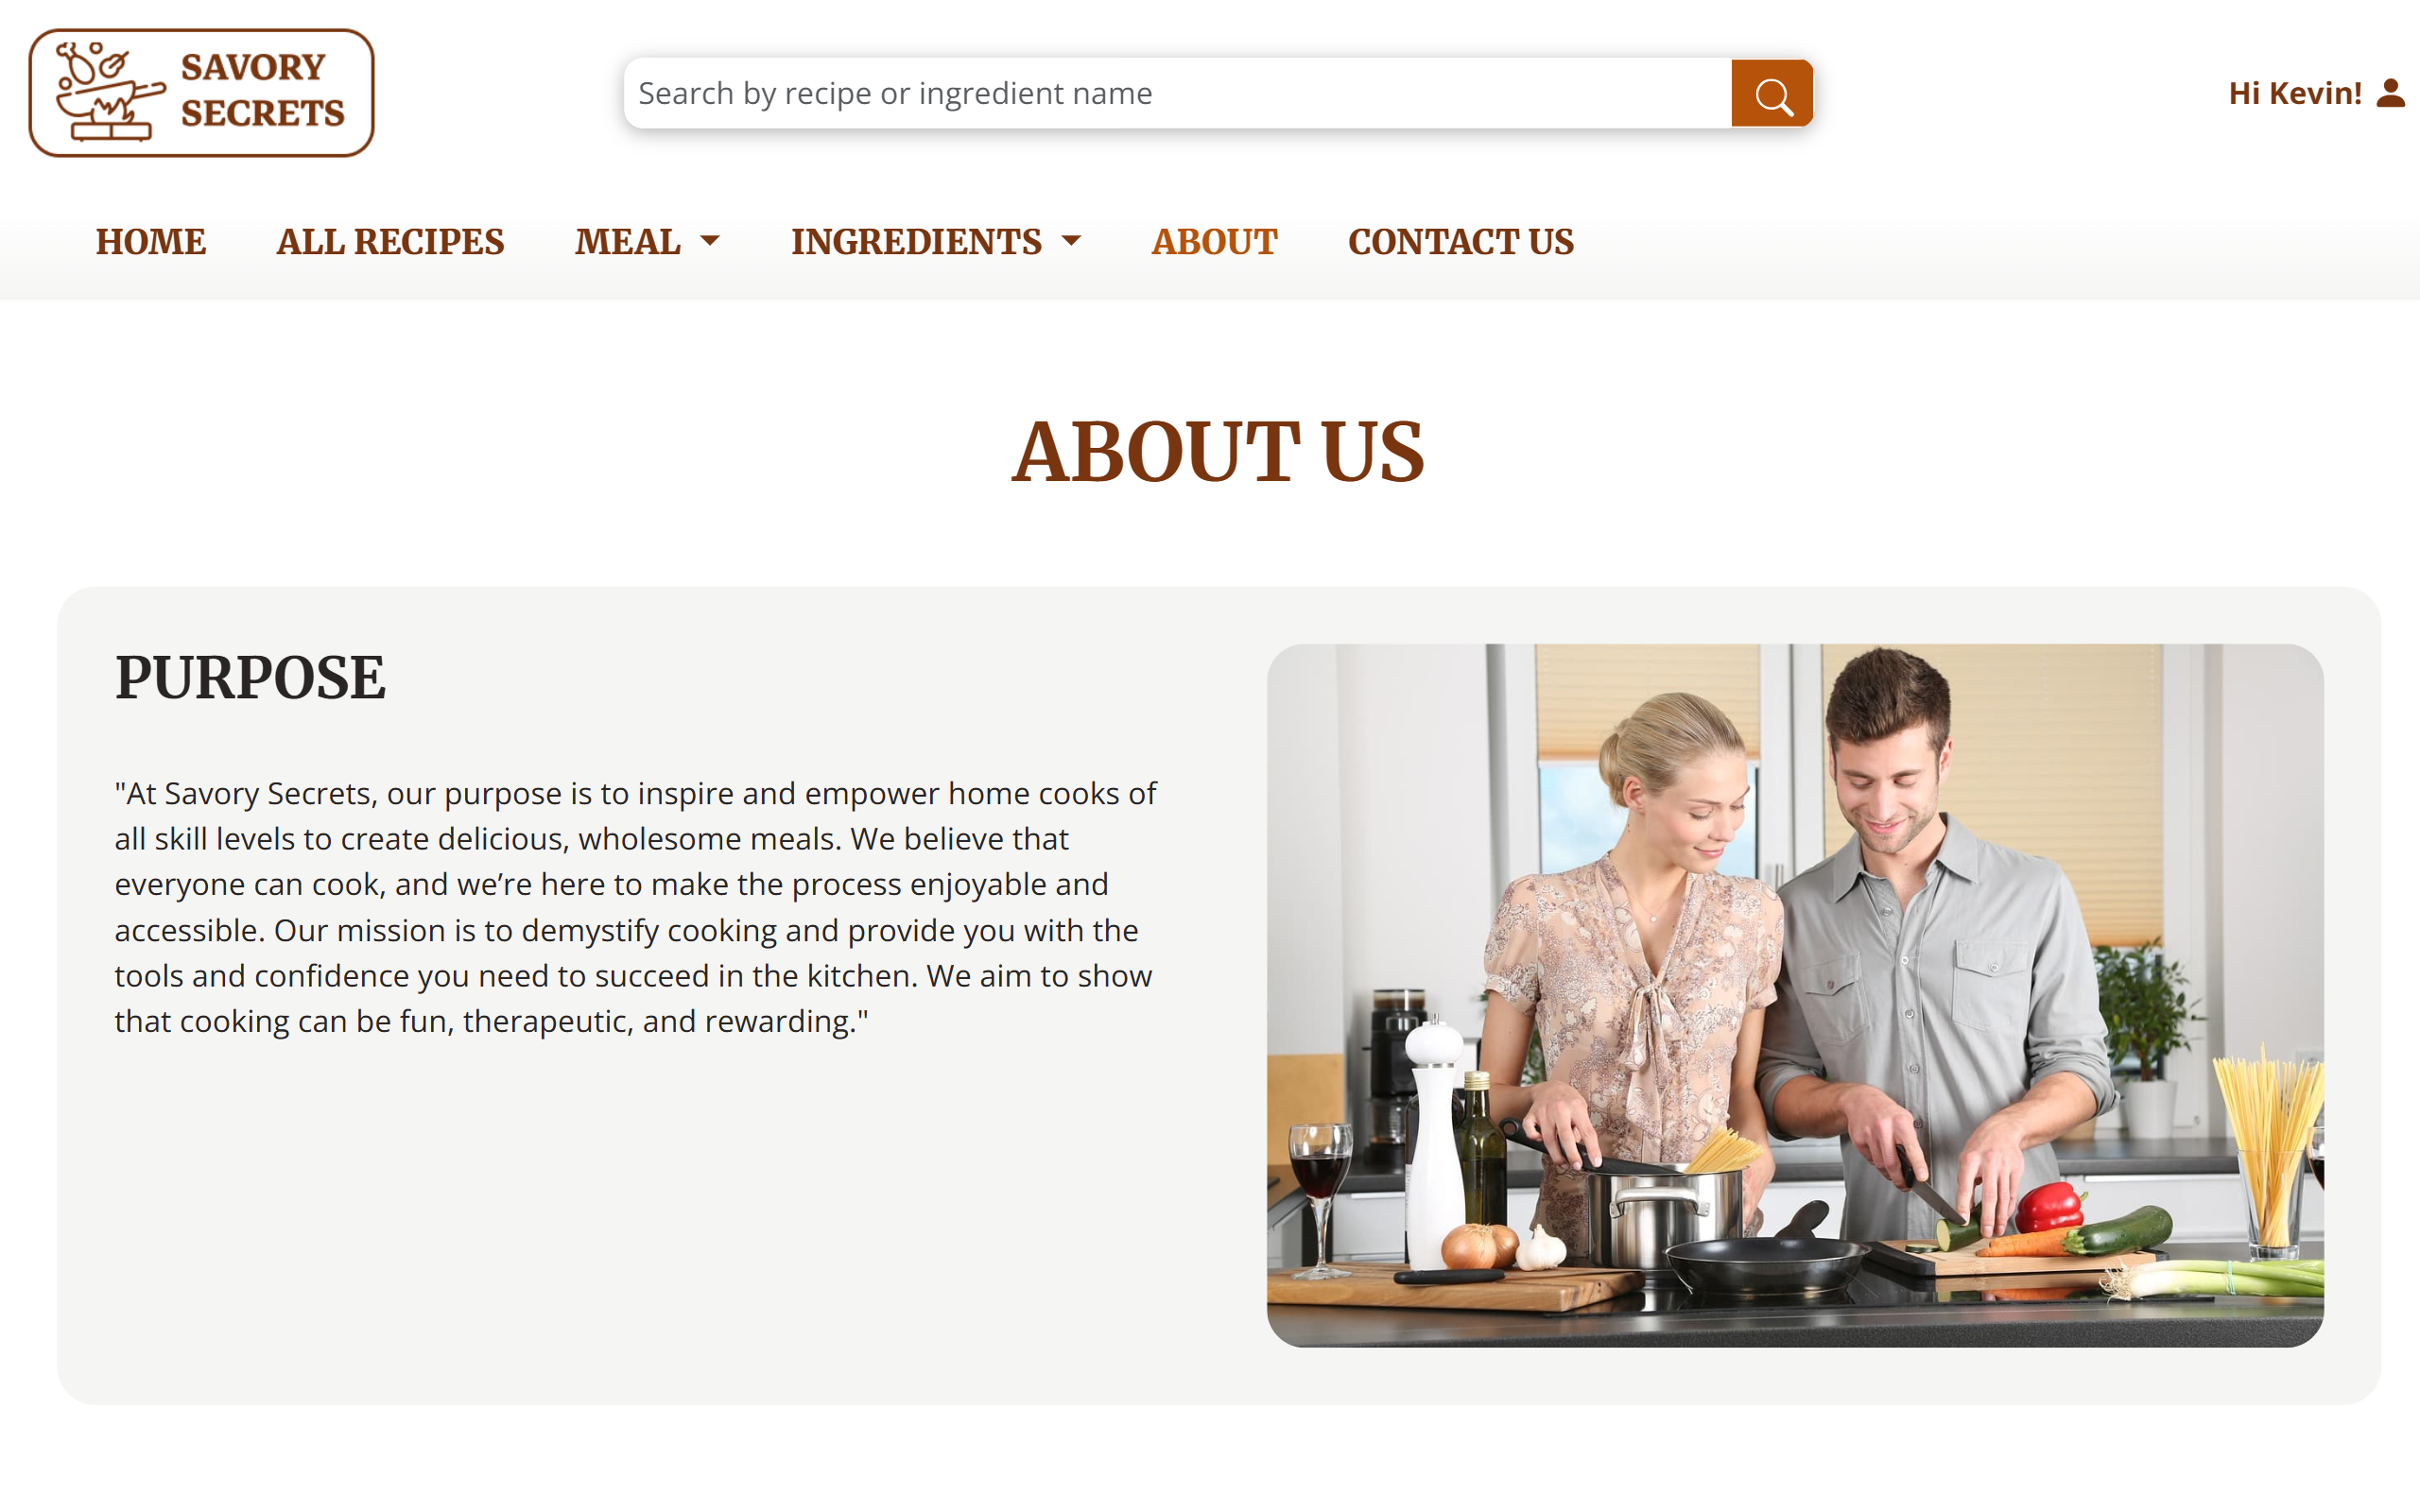 SAVORY
SECRETS
Search by recipe or ingredient name
Hi Kevin!
HOME ALL RECIPES MEAL INGREDIENTS ABOUT CONTACT US
ABOUT US
PURPOSE
"At Savory Secrets, our purpose is to inspire and empower home cooks of
all skill levels to create delicious, wholesome meals. We believe that
everyone can cook, and we’re here to make the process enjoyable and
accessible. Our mission is to demystify cooking and provide you with the
tools and confidence you need to succeed in the kitchen. We aim to show
that cooking can be fun, therapeutic, and rewarding."